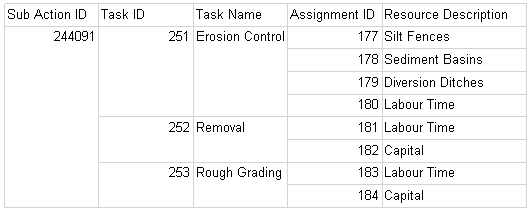 Sub Action ID Task ID Task Name Assignment ID Resource Description
244091 251 Erosion Control 177 Silt Fences
178 Sediment Basins
179 Diversion Ditches
180 Labour Time
252 Removal 181 Labour Time
182 Capital
253 Rough Grading 183 Labour Time
184 Capital